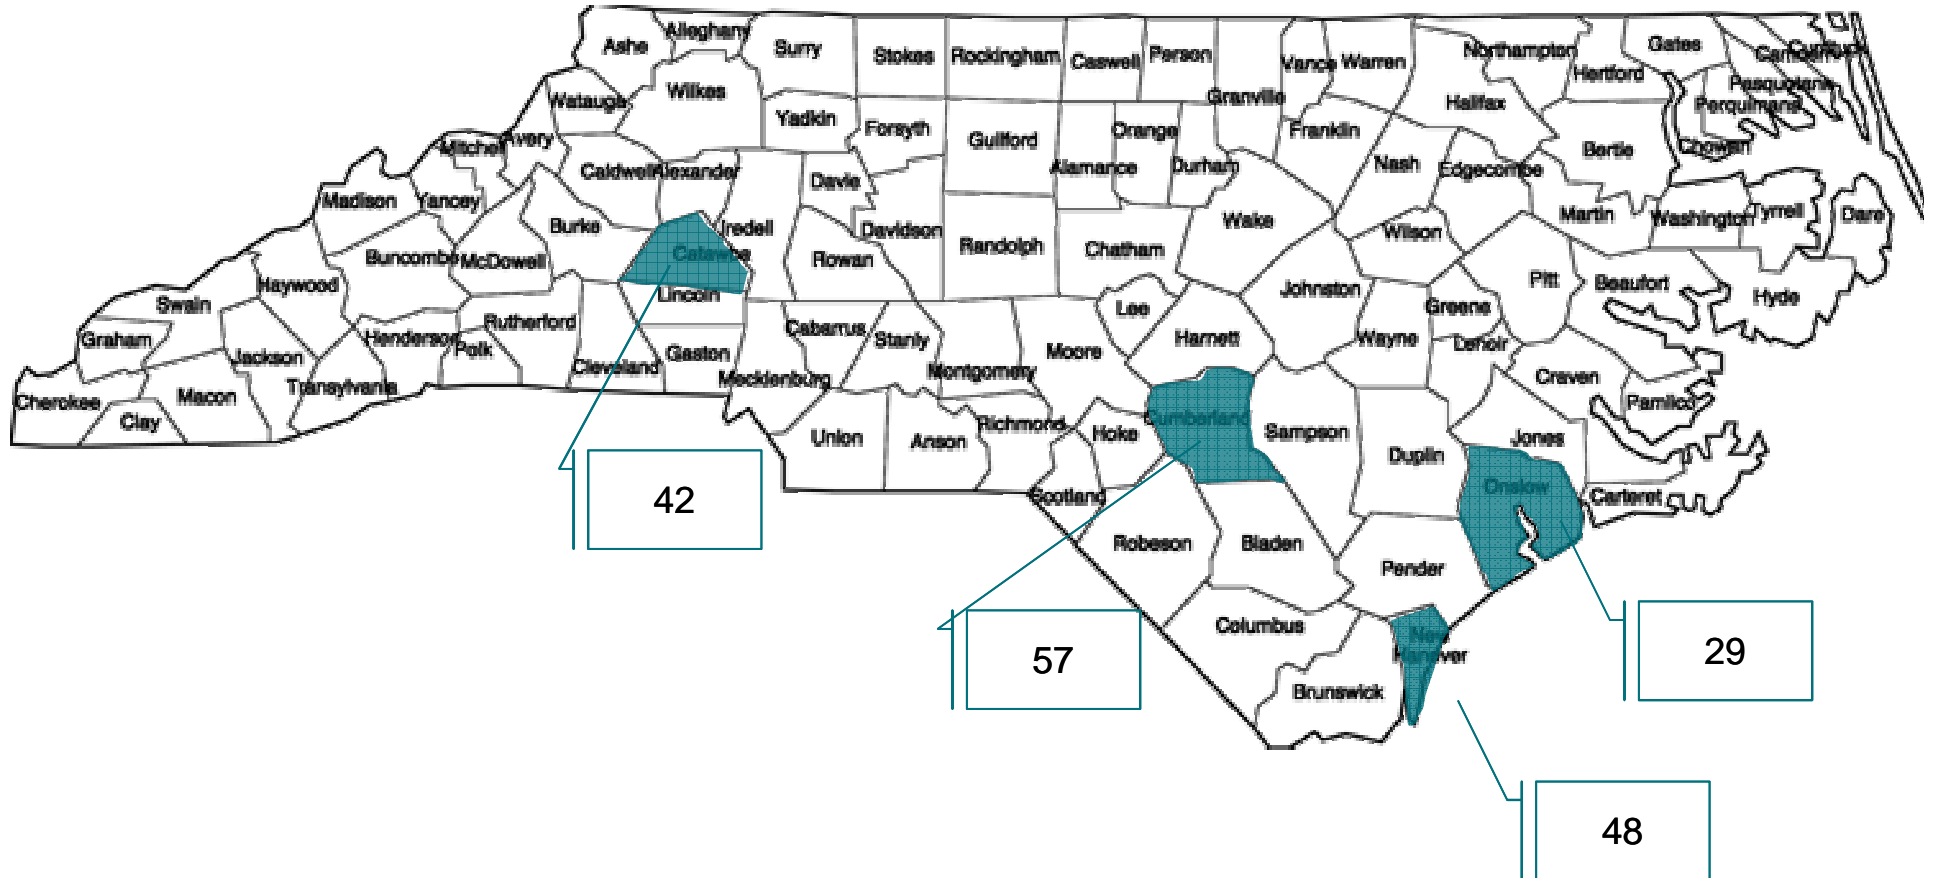 Ashe
Alleghany
Surry
Stokes
Rockingham
Caswell
Person
Granville
Vance
Warren
Northampton
Gates
Hertford
Camden
Currituck
Pasquotank
Perquimans
Chowan
Watauga
Wilkes
Yadkin
Forsyth
Guilford
Alamance
Orange
Durham
Franklin
Halifax
Bertie
Mitchell
Avery
Caldwell
Alexander
Davie
Nash
Edgecombe
Madison
Yancey
Burke
Iredell
Davidson
Randolph
Chatham
Wake
Wilson
Martin
Washington
Tyrrell
Dare
Buncombe
McDowell
Catawba
Rowan
Johnston
Pitt
Beaufort
Hyde
Swain
Haywood
Lincoln
Lee
Greene
Graham
Jackson
Henderson
Polk
Rutherford
Cleveland
Gaston
Cabarrus
Stanly
Montgomery
Moore
Harnett
Wayne
Lenoir
Craven
Pamlico
Cherokee
Clay
Macon
Transylvania
Mecklenburg
Union
Anson
Richmond
Hoke
Cumberland
Sampson
Duplin
Jones
Onslow
Carteret
Scotland
Robeson
Bladen
Pender
Columbus
New
Hanover
Brunswick
42
57
29
48